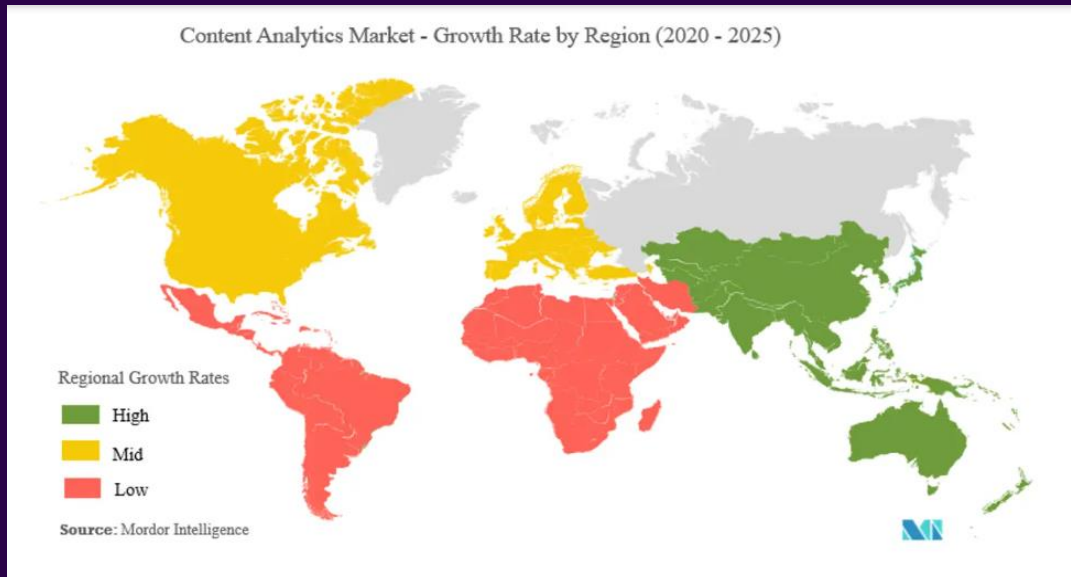 Content Analytics Market - Growth Rate by Region (2020 - 2025)
Regional Growth Rates
High
Mid
Low
Source: Mordor Intelligence